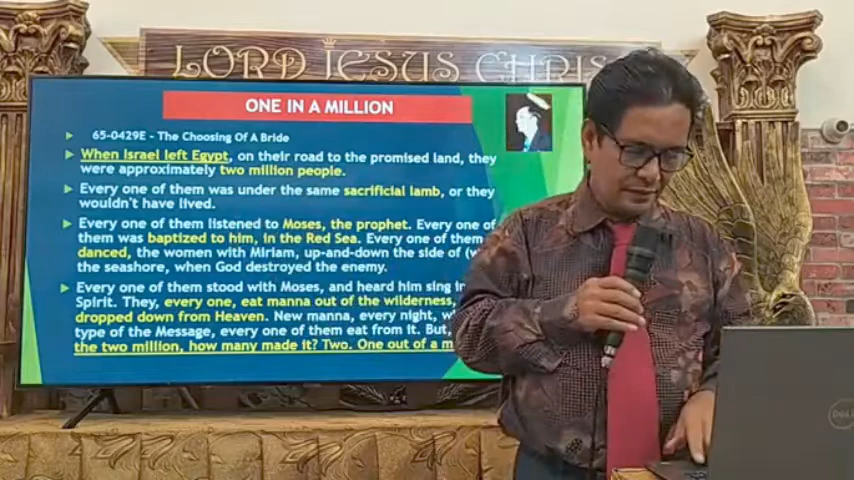 LORD JESUS CHRIS
ONE IN A MILLION
65-0429E - The Choosing Of A Bride
When Israel left Egypt, on their road to the promised land, they
were approximately two million people.
Every one of them was under the same sacrificial lamb, or they
wouldn't have lived.
Every one of them listened to Moses, the prophet. Every one of
them was baptized to him, in the Red Sea. Every one of them
danced, the women with Miriam, up-and-down the side of (
the seashore, when God destroyed the enemy.
Every one of them stood with Moses, and heard him sing in
Spirit. They, every one, eat manna out of the wilderness,
dropped down from Heaven. New manna, every night,
type of the Message, every one of them eat from it. But,
the two million, how many made it? Two. One out of a m
DELL